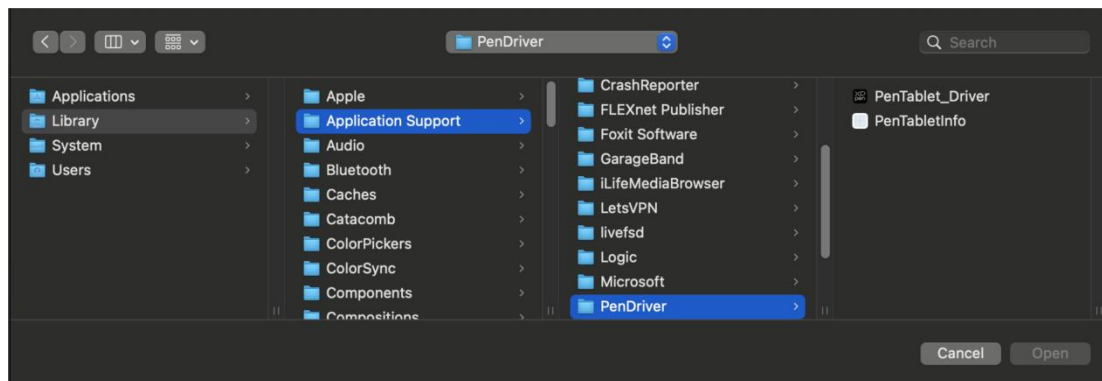 PenDriver
Search
Applications
Library
System
Users
Apple
Application Support
Audio
Bluetooth
Caches
Catacomb
ColorPickers
ColorSync
Components
Compositions
CrashReporter
FLEXnet Publisher
Foxit Software
GarageBand
iLifeMediaBrowser
LetsVPN
livefsd
Logic
Microsoft
PenDriver
PenTablet_Driver
PenTabletInfo
Cancel
Open